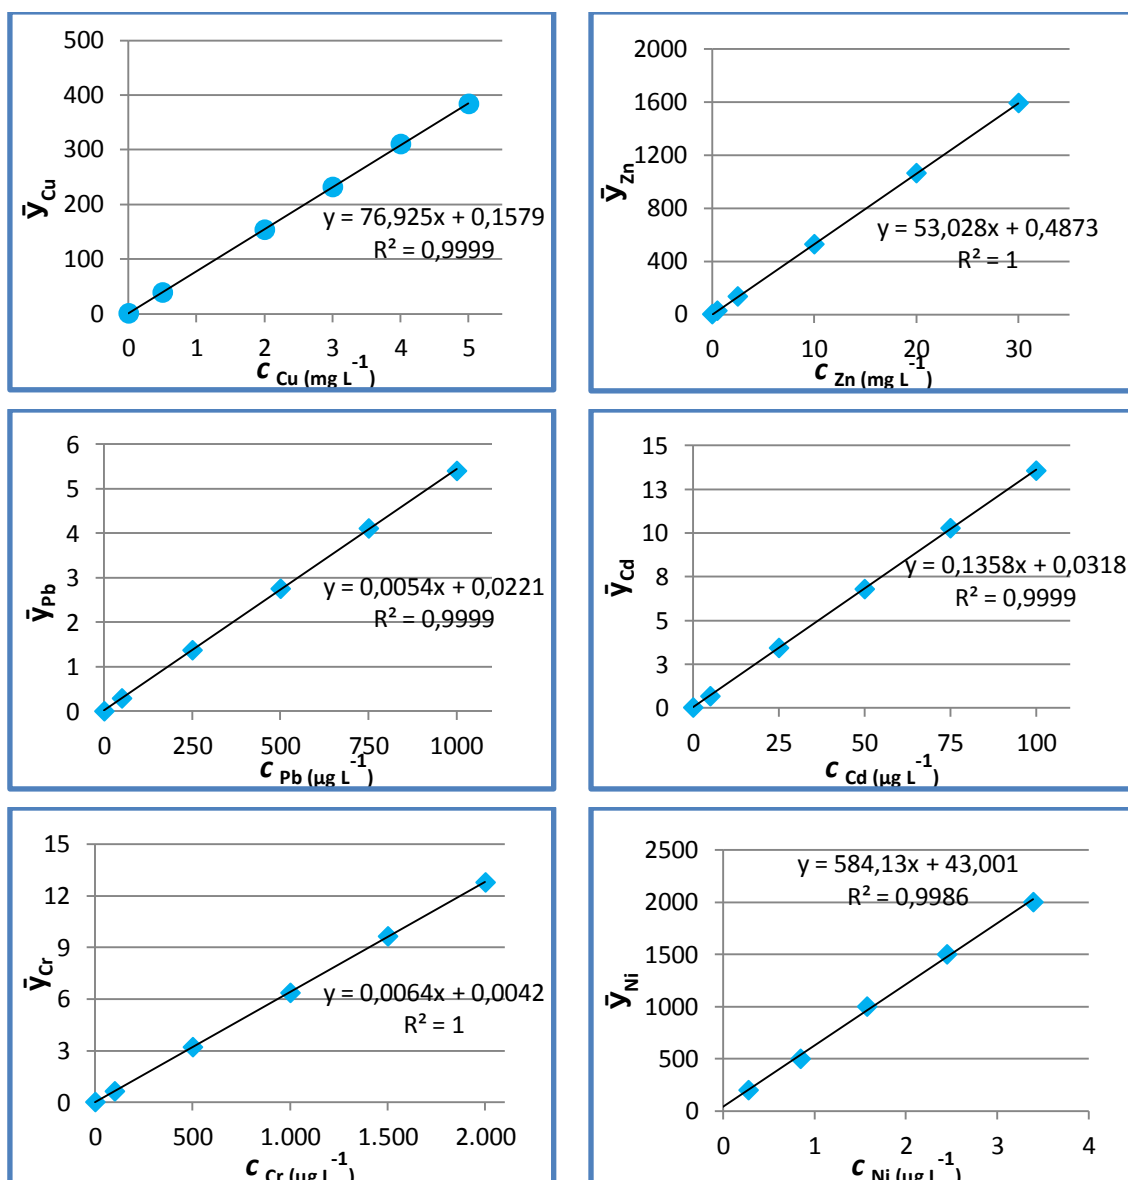 500
400
300
200
100
0
ȳCu
y = 76,925x + 0,1579
R² = 0,9999
0 1 2 3 4 5
c Cu (mg L-1)
2000
1600
1200
800
400
0
ȳZn
y = 53,028x + 0,4873
R² = 1
0 10 20 30
c Zn (mg L-1)
6
5
4
3
2
1
0
ȳPb
y = 0,0054x + 0,0221
R² = 0,9999
0 250 500 750 1000
c Pb (µg L-1)
15
13
10
8
5
3
0
ȳCd
y = 0,1358x + 0,0318
R² = 0,9999
0 25 50 75 100
c Cd (µg L-1)
15
12
9
6
3
0
ȳCr
y = 0,0064x + 0,0042
R² = 1
0 500 1.000 1.500 2.000
c Cr (µg L-1)
2500
2000
1500
1000
500
0
ȳNi
y = 584,13x + 43,001
R² = 0,9986
0 1 2 3 4
c Ni (µg L-1)